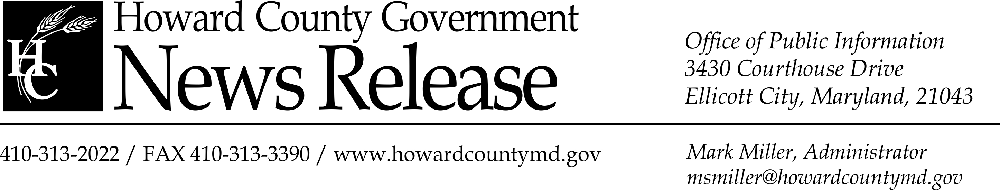 HC
Howard County Government
News Release
Office of Public Information
3430 Courthouse Drive
Ellicott City, Maryland, 21043
410-313-2022 / FAX 410-313-3390 / www.howardcountymd.gov
Mark Miller, Administrator
msmiller@howardcountymd.gov